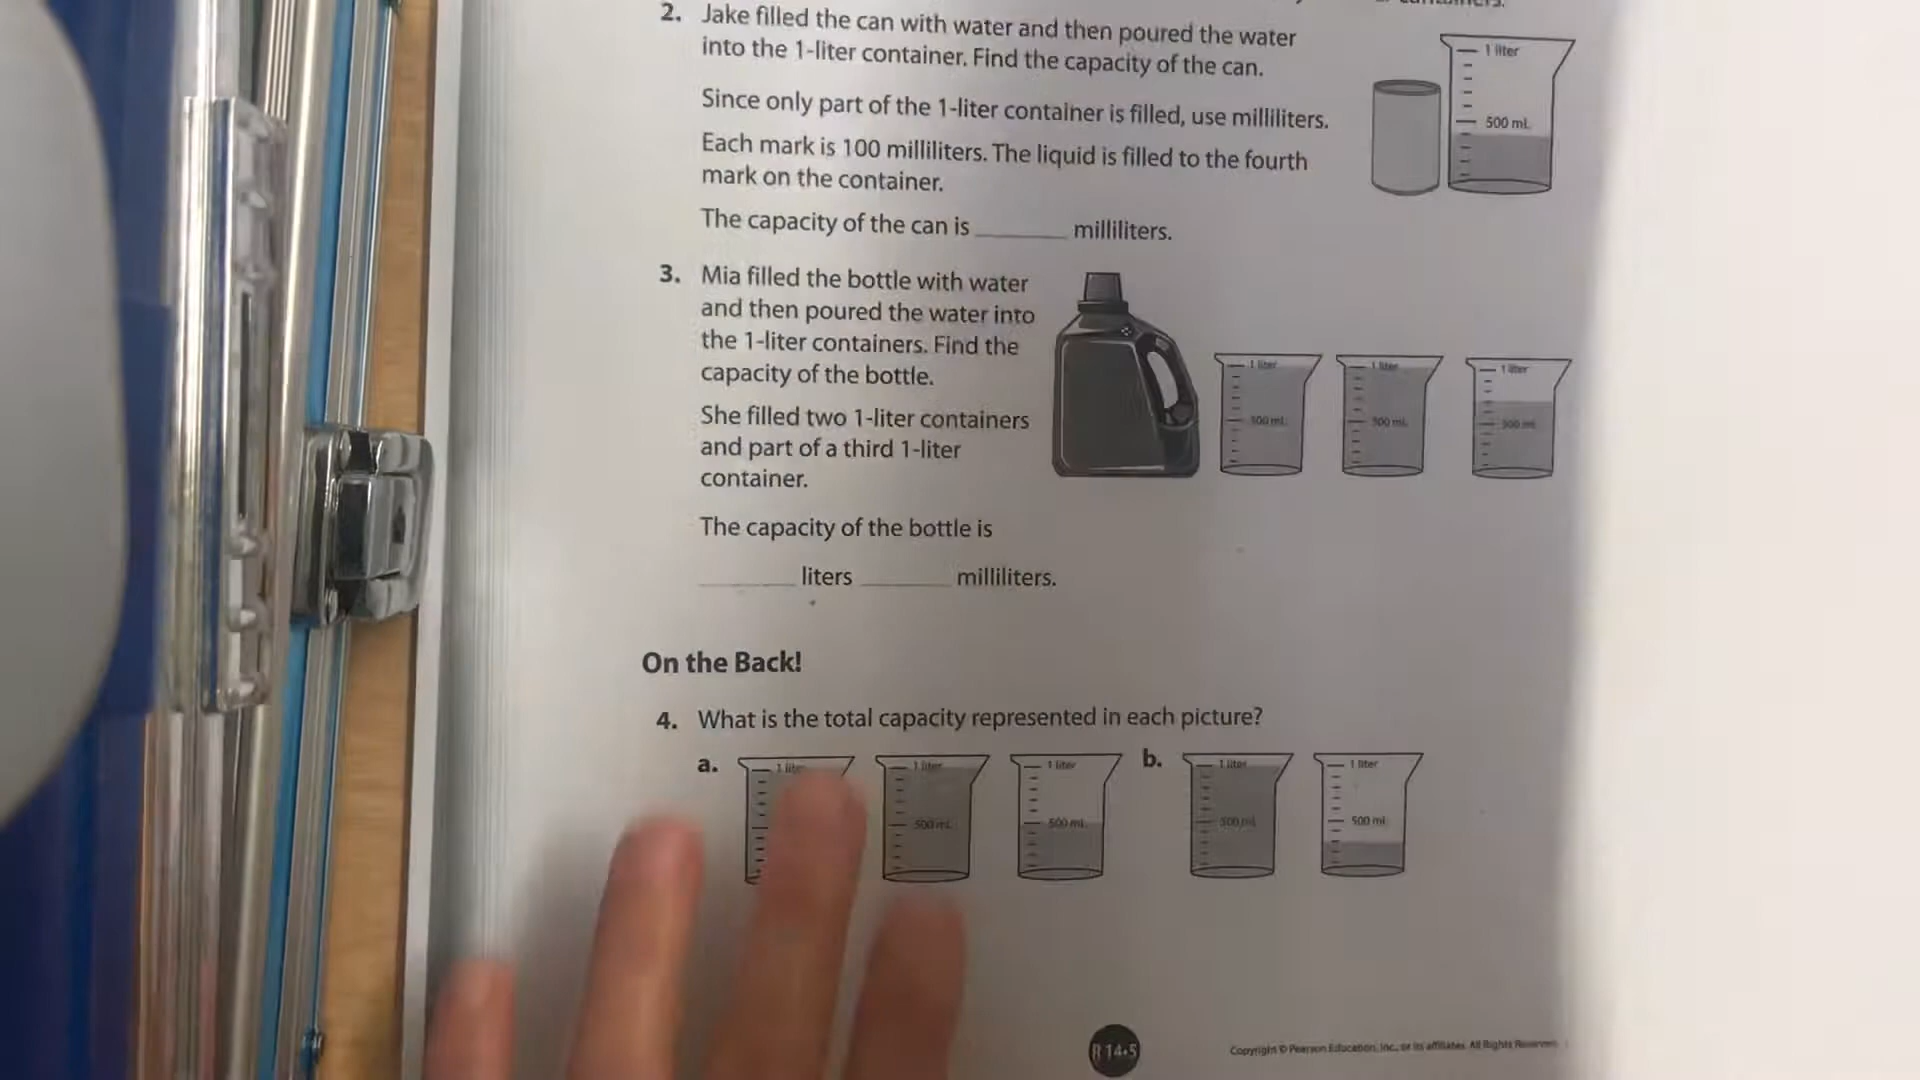 2. Jake filled the can with water and then poured the water
into the 1-liter container. Find the capacity of the can.
Since only part of the 1-liter container is filled, use milliliters.
Each mark is 100 milliliters. The liquid is filled to the fourth
mark on the container.
The capacity of the can is ______ milliliters.
1 liter
500 mL
3. Mia filled the bottle with water
and then poured the water into
the 1-liter containers. Find the
capacity of the bottle.
She filled two 1-liter containers
and part of a third 1-liter
container.
The capacity of the bottle is
______ liters ______ milliliters.
1 liter 1 liter 1 liter
500 mL 500 mL 500 mL
On the Back!
4. What is the total capacity represented in each picture?
a. 1 liter 1 liter 1 liter b. 1 liter 1 liter
500 mL 500 mL 500 mL 500 mL
R 14•5
Copyright © Pearson Education, Inc., or its affiliates. All Rights Reserved.